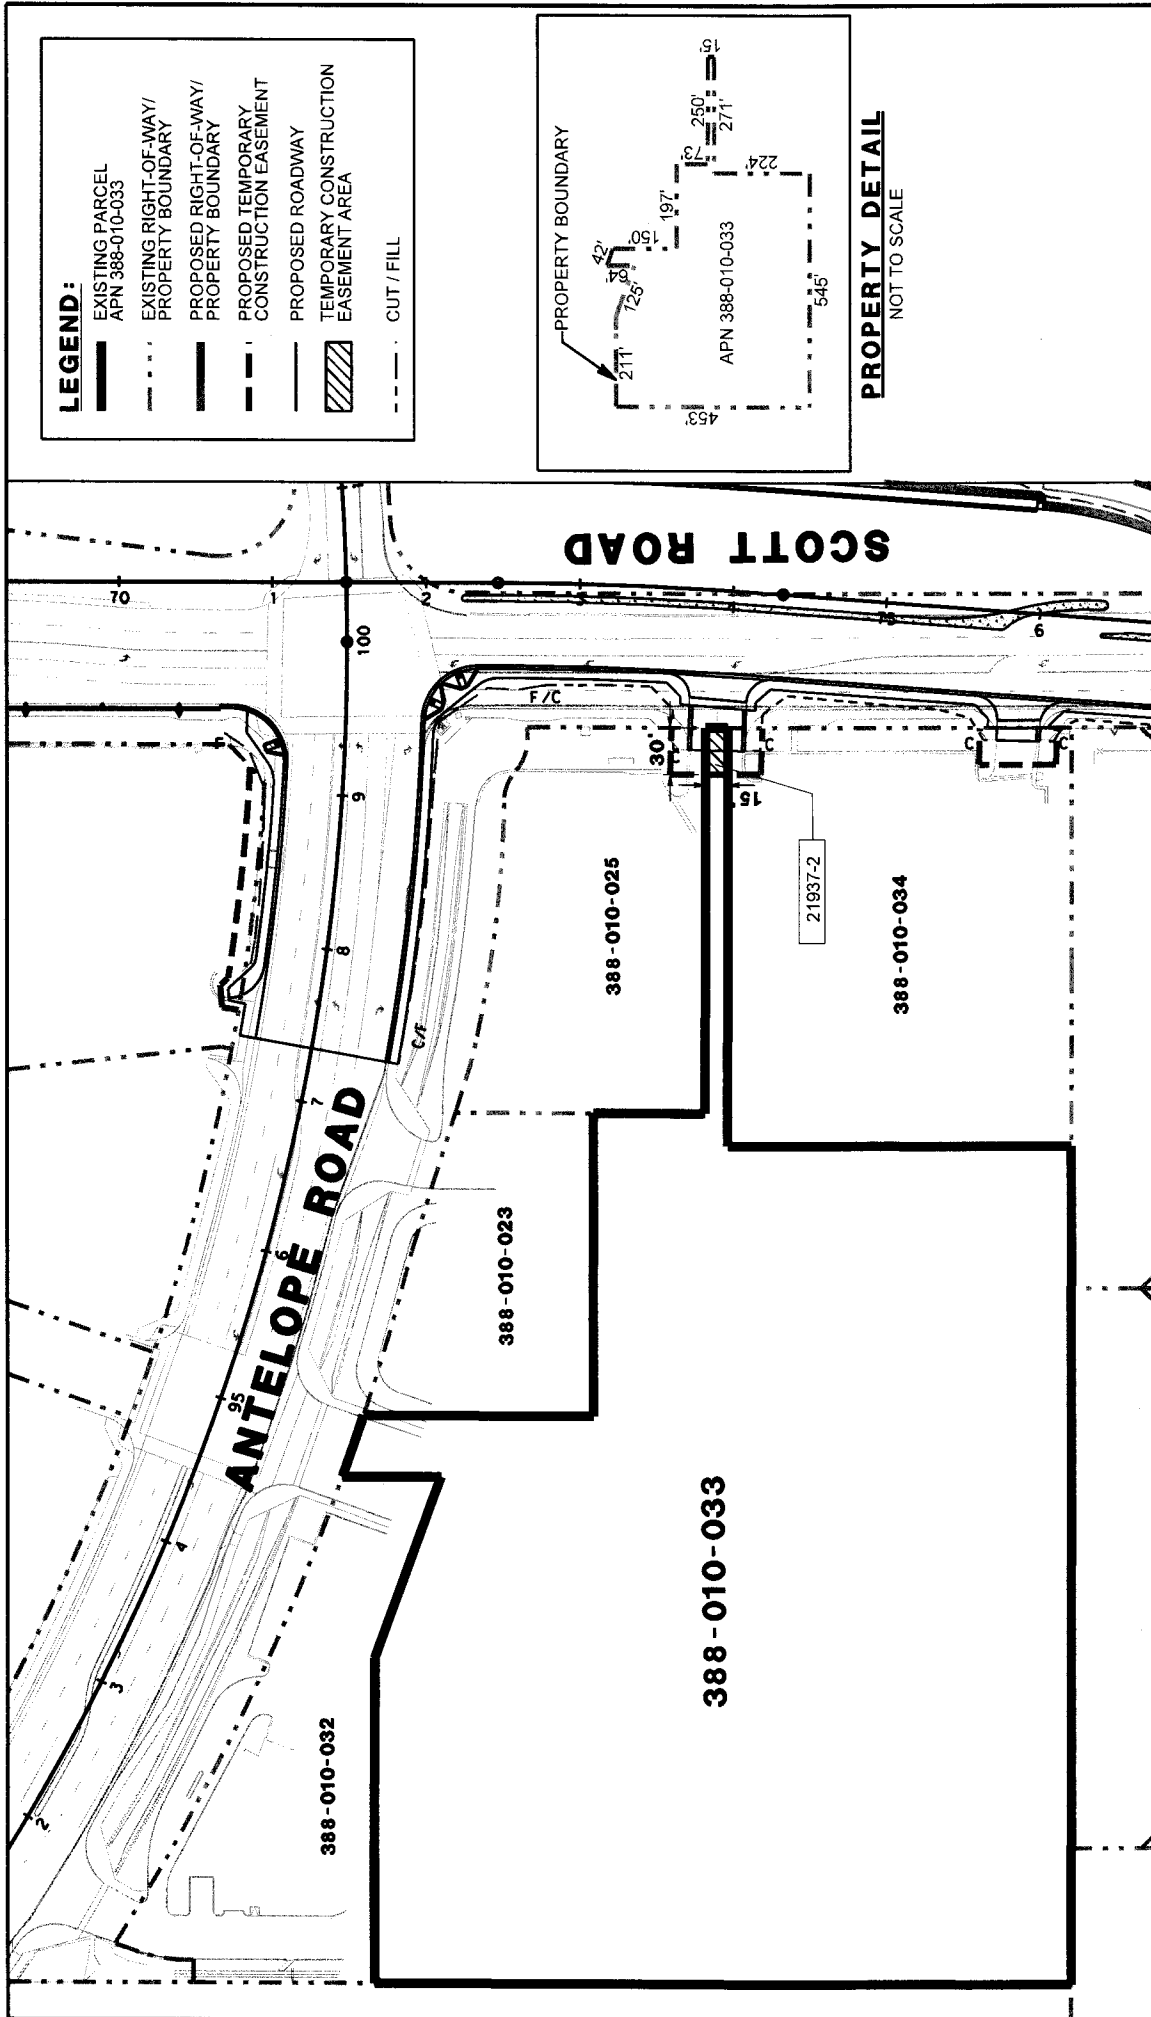 LEGEND:
EXISTING PARCEL
APN 388-010-033
EXISTING RIGHT-OF-WAY/
PROPERTY BOUNDARY
PROPOSED RIGHT-OF-WAY/
PROPERTY BOUNDARY
PROPOSED TEMPORARY
CONSTRUCTION EASEMENT
PROPOSED ROADWAY
TEMPORARY CONSTRUCTION
EASEMENT AREA
CUT / FILL
PROPERTY BOUNDARY
211'
125'
64'
42'
150'
197'
73'
250'
271'
15'
224'
545'
453'
APN 388-010-033
PROPERTY DETAIL
NOT TO SCALE
SCOTT ROAD
ANTELOPE ROAD
70
1
2
75
9
1
100
9
8
7
6
95
4
3
2
F/C
C/F
C
C
C
C
30'
15'
21937-2
388-010-025
388-010-034
388-010-023
388-010-033
388-010-032